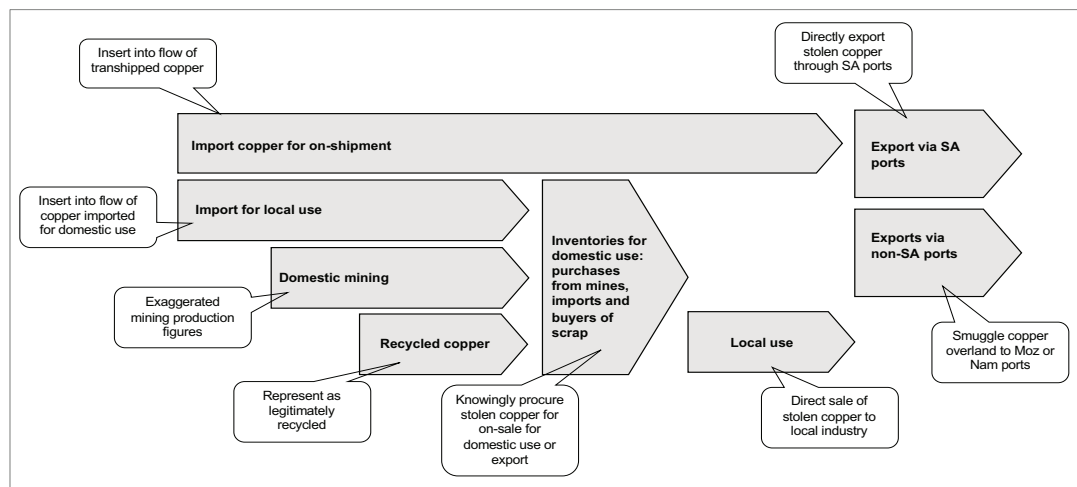 Insert into flow of
transhipped copper
Directly export
stolen copper
through SA ports
Import copper for on-shipment
Export via SA
ports
Insert into flow of
copper imported
for domestic use
Import for local use
Inventories for
domestic use:
purchases
from mines,
imports and
buyers of
scrap
Exports via
non-SA ports
Domestic mining
Exaggerated
mining production
figures
Recycled copper
Local use
Smuggle copper
overland to Moz or
Nam ports
Represent as
legitimately
recycled
Knowingly procure
stolen copper for
on-sale for
domestic use or
export
Direct sale of
stolen copper to
local industry